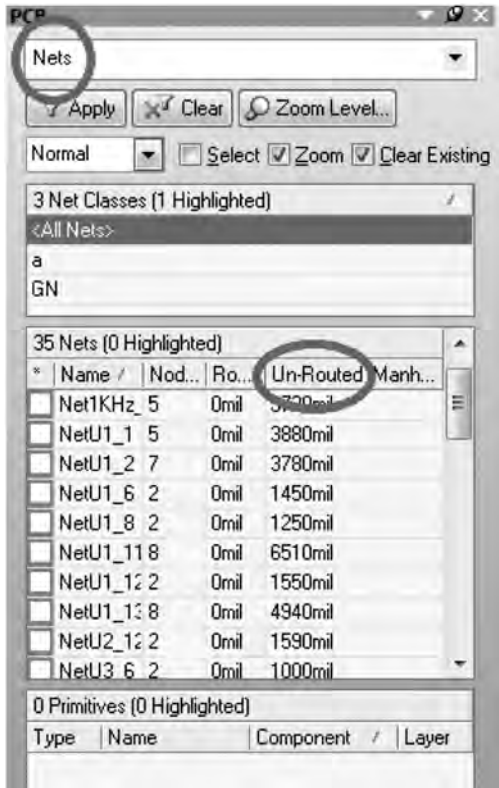 PCB
Nets
Apply Clear Zoom Level...
Normal Select Zoom Clear Existing
3 Net Classes (1 Highlighted)
<All Nets>
a
GN
35 Nets (0 Highlighted)
* Name Nod... Ro... Un-Routed Manh...
Net1KHz_ 5 0mil
NetU1_1 5 0mil 3880mil
NetU1_2 7 0mil 3780mil
NetU1_6 2 0mil 1450mil
NetU1_8 2 0mil 1250mil
NetU1_11 8 0mil 6510mil
NetU1_12 2 0mil 1550mil
NetU1_13 8 0mil 4940mil
NetU2_12 2 0mil 1590mil
NetU3_6 2 0mil 1000mil
0 Primitives (0 Highlighted)
Type Name Component Layer